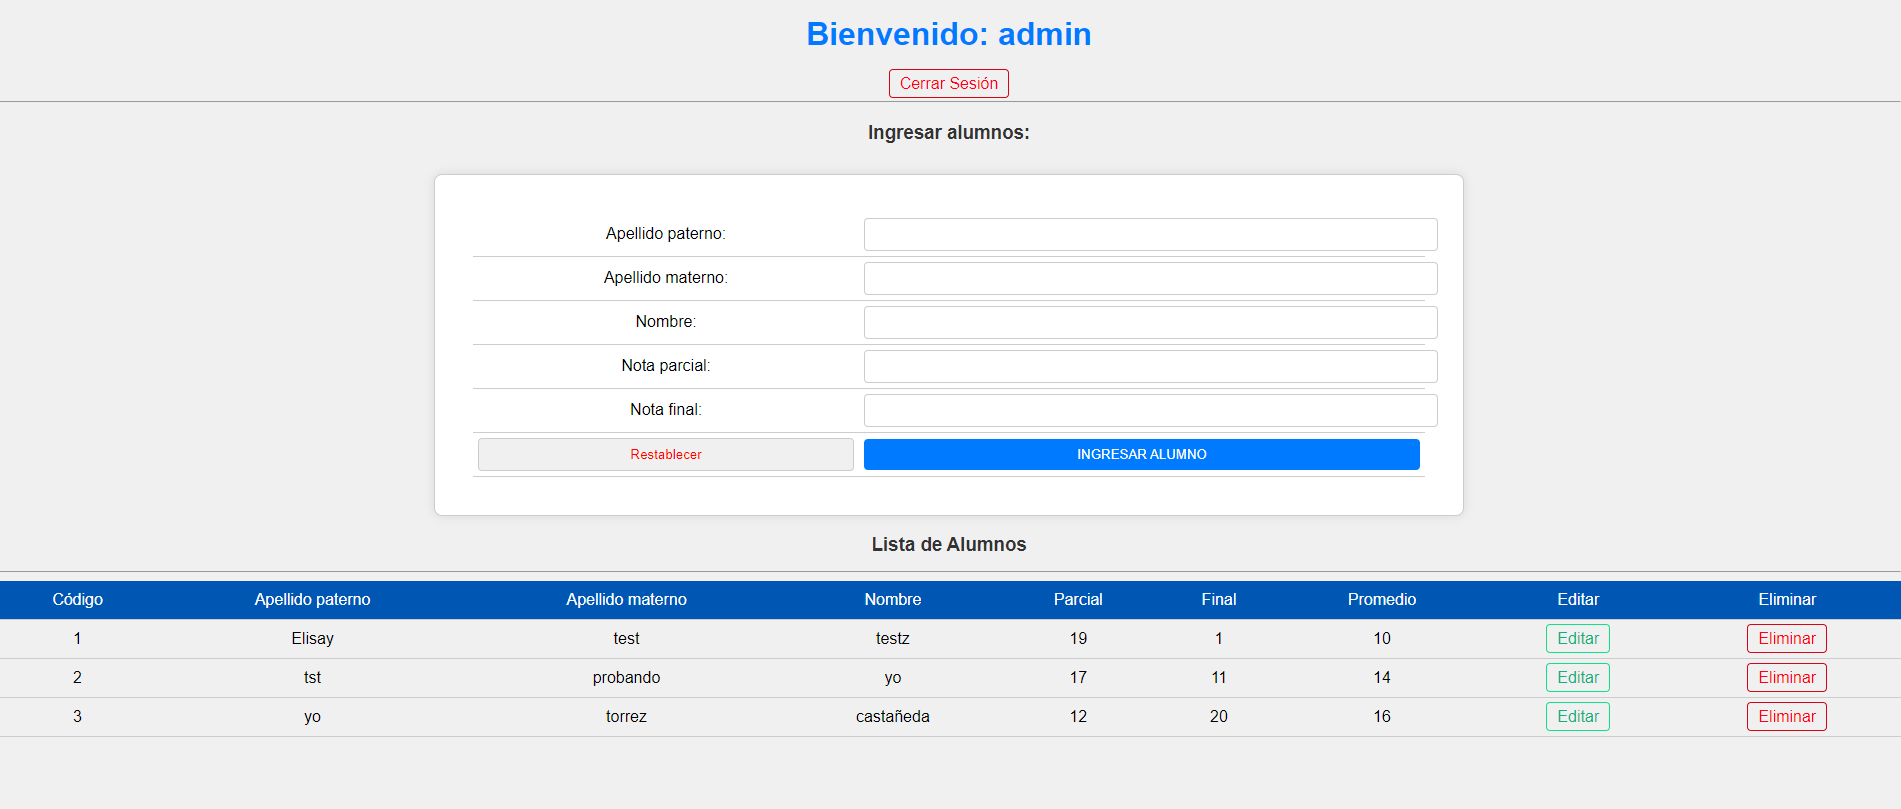 Bienvenido: admin
Cerrar Sesión
Ingresar alumnos:
Apellido paterno:
Apellido materno:
Nombre:
Nota parcial:
Nota final:
Restablecer INGRESAR ALUMNO
Lista de Alumnos
Código Apellido paterno Apellido materno Nombre Parcial Final Promedio Editar Eliminar
1 Elisay test testz 19 1 10 Editar Eliminar
2 tst probando yo 17 11 14 Editar Eliminar
3 yo torrez castañeda 12 20 16 Editar Eliminar